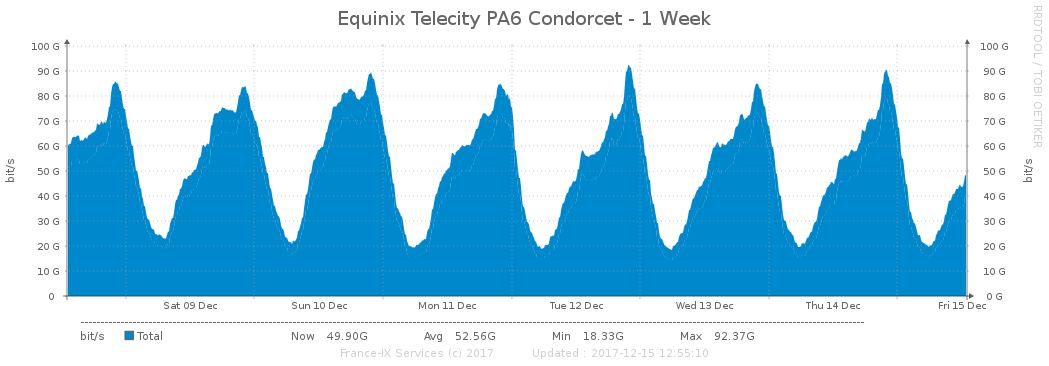 Equinix Telecity PA6 Condorcet - 1 Week
RRDTOOL / TOBI OETIKER
100 G 100 G
90 G 90 G
80 G 80 G
70 G 70 G
60 G 60 G
50 G 50 G
40 G 40 G
30 G 30 G
20 G 20 G
10 G 10 G
0 0 G
bit/s bit/s
Sat 09 Dec Sun 10 Dec Mon 11 Dec Tue 12 Dec Wed 13 Dec Thu 14 Dec Fri 15 Dec
bit/s Total Now 49.90G Avg 52.56G Min 18.33G Max 92.37G
France-IX Services (c) 2017 Updated : 2017-12-15 12:55:10